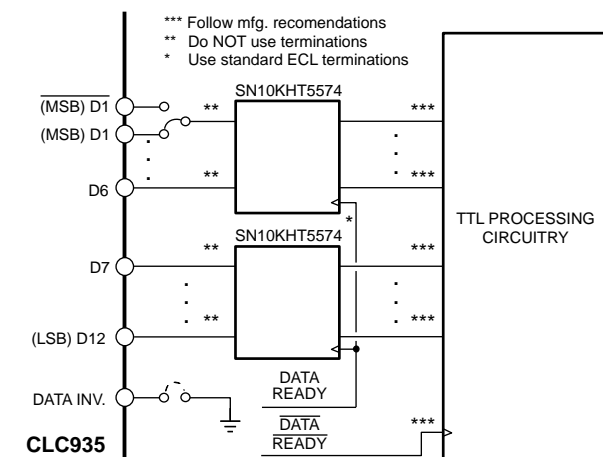 *** Follow mfg. recomendations
** Do NOT use terminations
* Use standard ECL terminations
(MSB) D1
(MSB) D1
D6
D7
(LSB) D12
DATA INV.
CLC935
**
**
**
**
SN10KHT5574
SN10KHT5574
*
***
***
***
***
***
TTL PROCESSING
CIRCUITRY
DATA
READY
DATA
READY